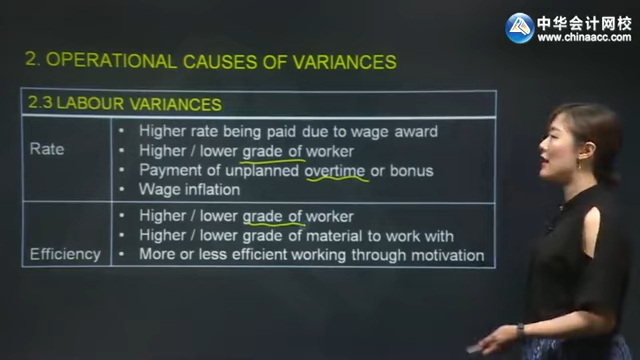 中华会计网校
www.chinaacc.com
2. OPERATIONAL CAUSES OF VARIANCES
2.3 LABOUR VARIANCES
Rate
• Higher rate being paid due to wage award
• Higher / lower grade of worker
• Payment of unplanned overtime or bonus
• Wage inflation
Efficiency
• Higher / lower grade of worker
• Higher / lower grade of material to work with
• More or less efficient working through motivation